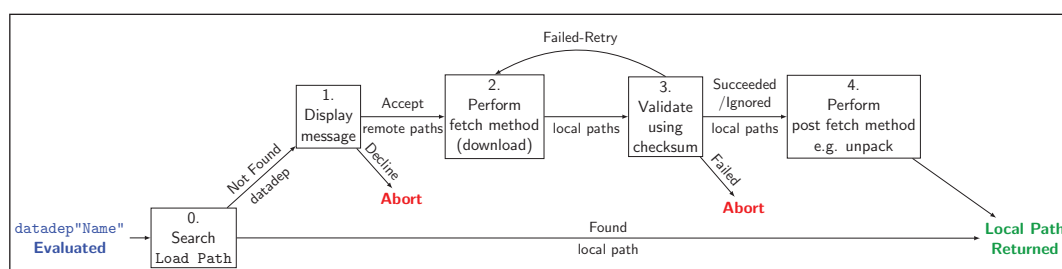 Failed-Retry
1.
Display
message
Accept
remote paths
2.
Perform
fetch method
(download)
local paths
3.
Validate
using
checksum
Succeeded
/Ignored
local paths
4.
Perform
post fetch method
e.g. unpack
Not Found
datadep
Decline
Abort
Failed
Abort
datadep"Name"
Evaluated
0.
Search
Load Path
Found
local path
Local Path
Returned